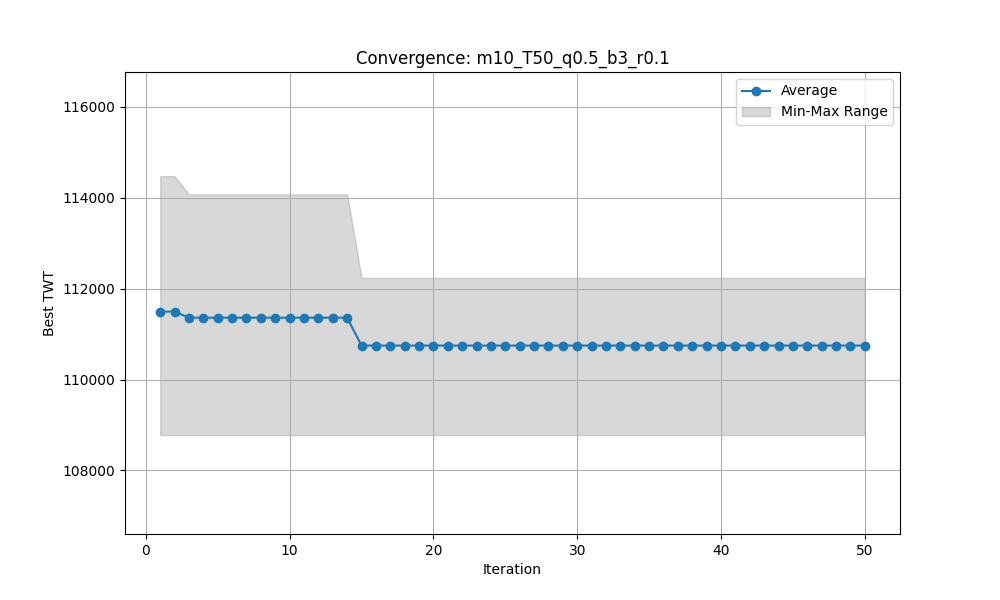 Convergence: m10_T50_q0.5_b3_r0.1
Average
Min-Max Range
116000
114000
112000
110000
108000
Best TWT
0 10 20 30 40 50
Iteration